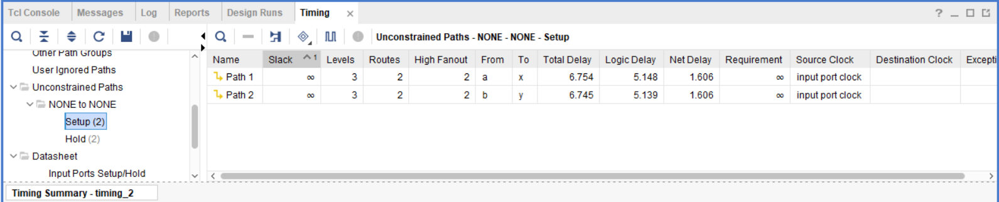 Tcl Console Messages Log Reports Design Runs Timing × ?
Unconstrained Paths - NONE - NONE - Setup
Other Path Groups
User Ignored Paths
Unconstrained Paths
NONE to NONE
Setup (2)
Hold (2)
Datasheet
Input Ports Setup/Hold
Name Slack ^1 Levels Routes High Fanout From To Total Delay Logic Delay Net Delay Requirement Source Clock Destination Clock Excepti
Path 1 ∞ 3 2 2 a x 6.754 5.148 1.606 ∞ input port clock
Path 2 ∞ 3 2 2 b y 6.745 5.139 1.606 ∞ input port clock
Timing Summary - timing_2